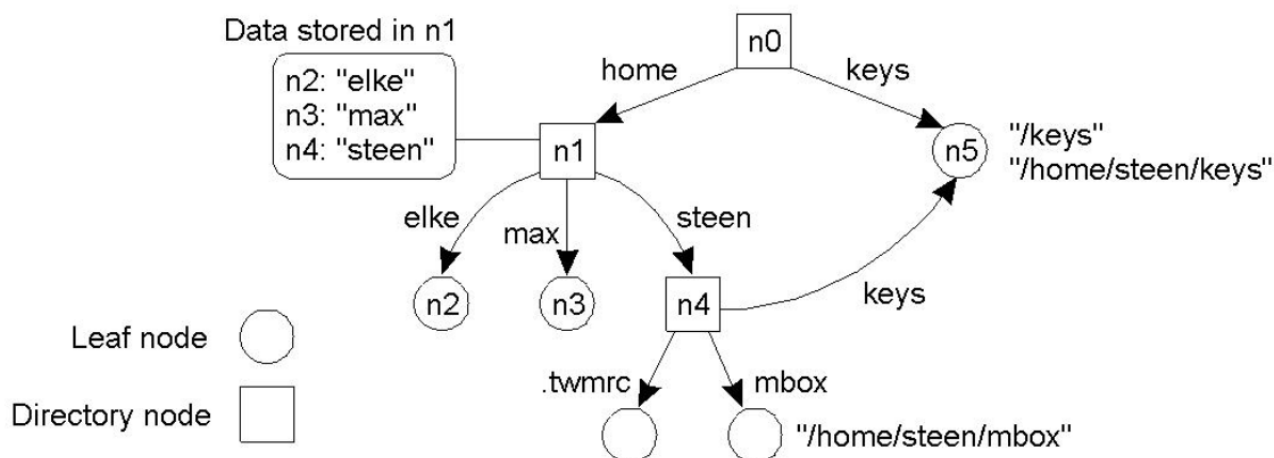 Data stored in n1
n0
home
keys
n2: "elke"
n3: "max"
n4: "steen"
n1
n5
"/keys"
"/home/steen/keys"
elke
max
steen
n2
n3
n4
keys
Leaf node
.twmrc
mbox
Directory node
"/home/steen/mbox"